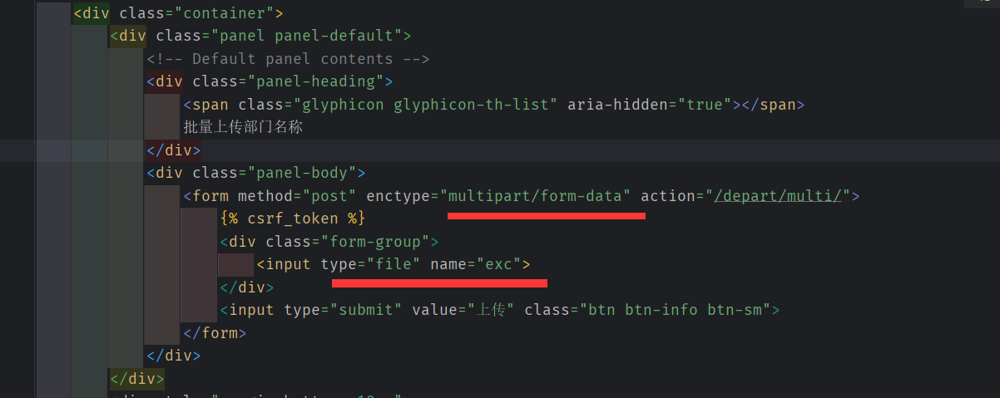 <div class="container">
<div class="panel panel-default">
<!-- Default panel contents -->
<div class="panel-heading">
<span class="glyphicon glyphicon-th-list" aria-hidden="true"></span>
批量上传部门名称
</div>
<div class="panel-body">
<form method="post" enctype="multipart/form-data" action="/depart/multi/">
{% csrf_token %}
<div class="form-group">
<input type="file" name="exc">
</div>
<input type="submit" value="上传" class="btn btn-info btn-sm">
</form>
</div>
</div>